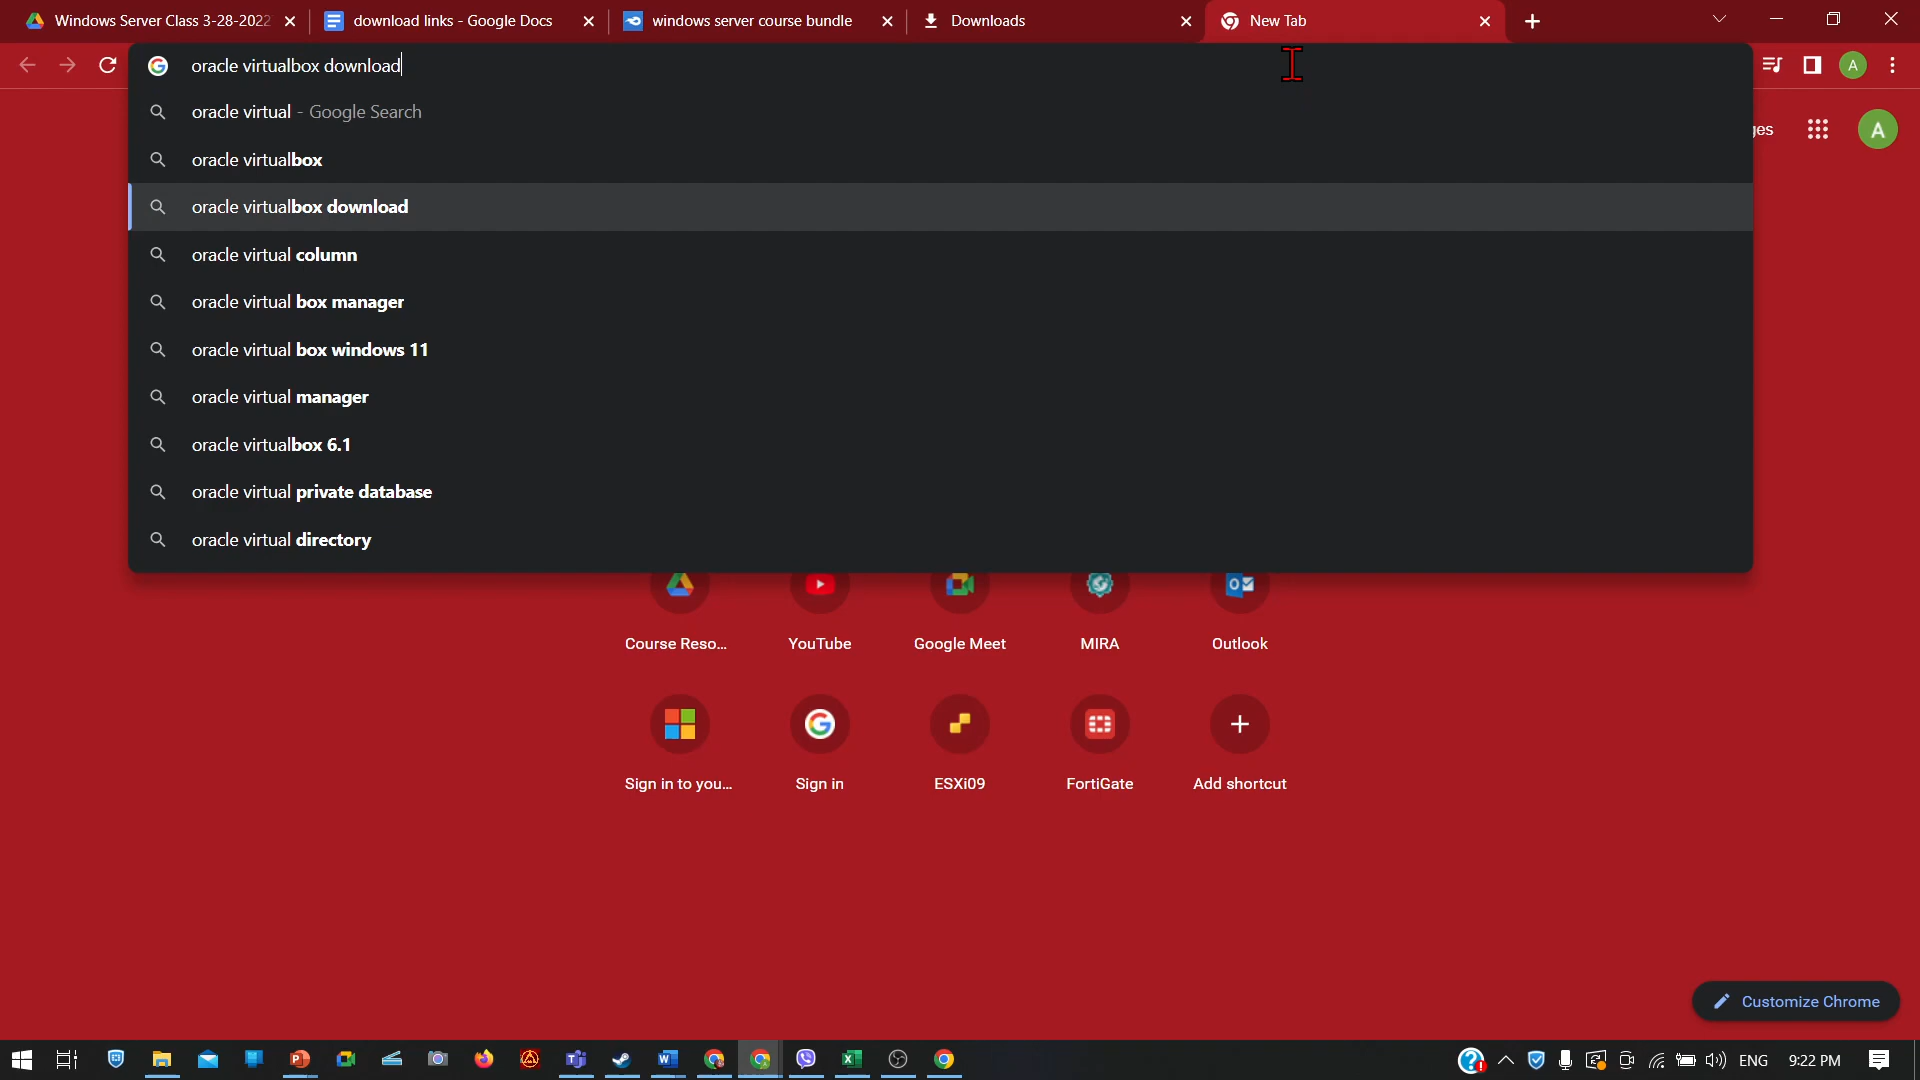 Windows Server Class 3-28-2022
download links - Google Docs
windows server course bundle
Downloads
New Tab
oracle virtualbox download
A
oracle virtual - Google Search
ges
A
oracle virtualbox
oracle virtualbox download
oracle virtual column
oracle virtual box manager
oracle virtual box windows 11
oracle virtual manager
oracle virtualbox 6.1
oracle virtual private database
oracle virtual directory
Course Reso...
YouTube
Google Meet
MIRA
Outlook
Sign in to you...
Sign in
ESXi09
FortiGate
Add shortcut
Customize Chrome
ENG
9:22 PM